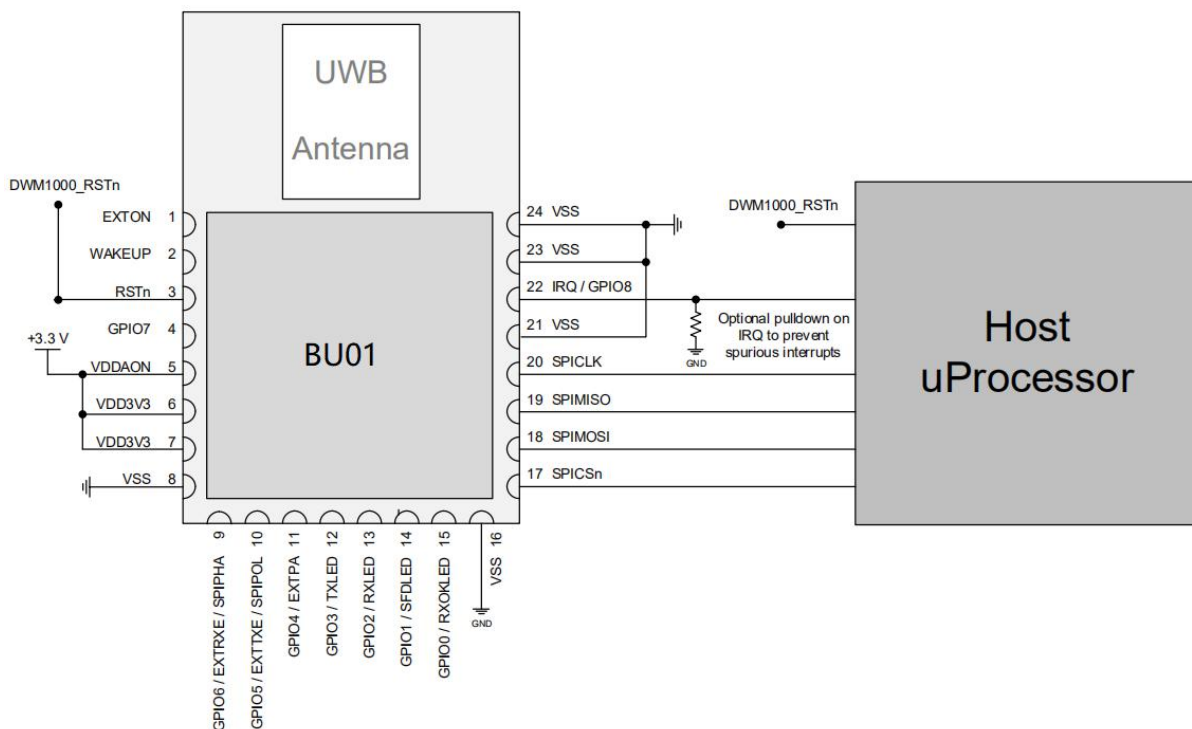 UWB
Antenna
DWM1000_RSTn
EXTON 1
WAKEUP 2
RSTn 3
GPIO7 4
+3.3 V
VDDAON 5
VDD3V3 6
VDD3V3 7
VSS 8
BU01
24 VSS
23 VSS
22 IRQ / GPIO8
21 VSS
20 SPICLK
19 SPIMISO
18 SPIMOSI
17 SPICSn
DWM1000_RSTn
Optional pulldown on
IRQ to prevent
spurious interrupts
GND
Host
uProcessor
GPIO6 / EXTRXE / SPIPHA 9
GPIO5 / EXTTXE / SPIPOL 10
GPIO4 / EXTPA 11
GPIO3 / TXLED 12
GPIO2 / RXLED 13
GPIO1 / SFDLED 14
GPIO0 / RXOKLED 15
VSS 16
GND